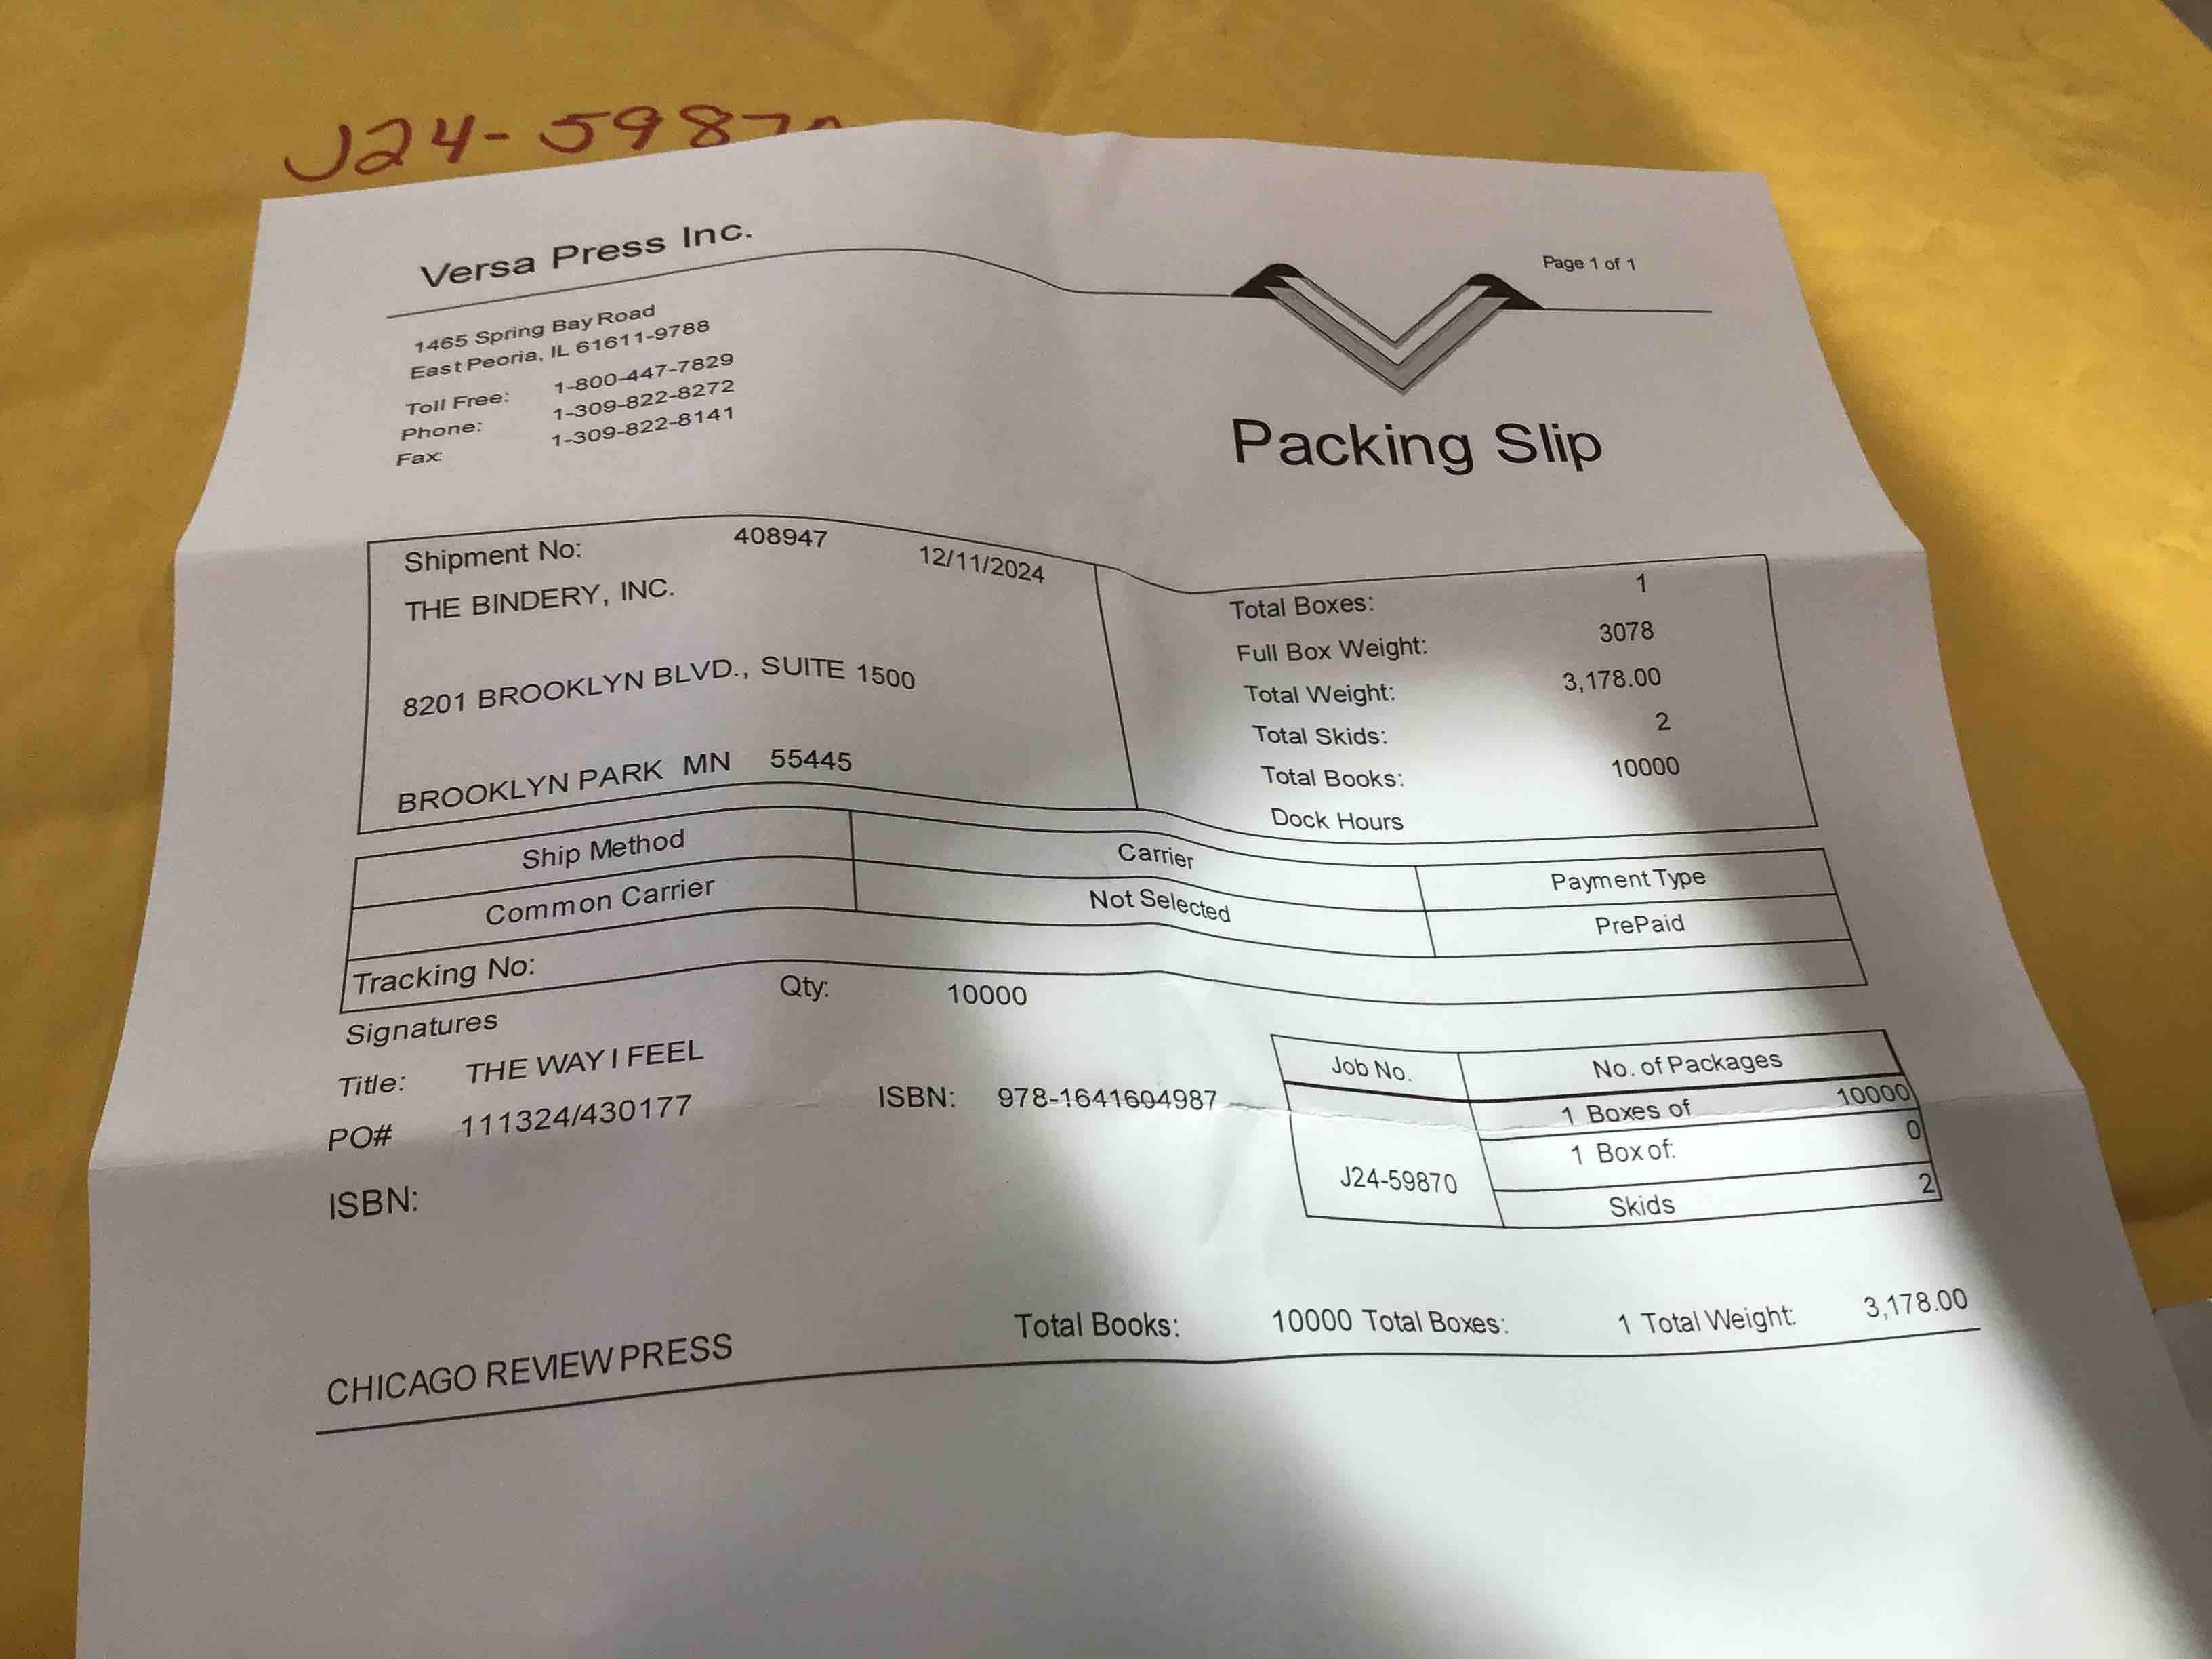 J24-5987
Versa Press Inc.
Page 1 of 1
1465 Spring Bay Road
East Peoria, IL 61611-9788
Toll Free: 1-800-447-7829
Phone: 1-309-822-8272
Fax: 1-309-822-8141
Packing Slip
Shipment No: 408947 12/11/2024
THE BINDERY, INC.
8201 BROOKLYN BLVD., SUITE 1500
BROOKLYN PARK MN 55445
Total Boxes: 1
Full Box Weight: 3078
Total Weight: 3,178.00
Total Skids: 2
Total Books: 10000
Dock Hours
Ship Method Carrier Payment Type
Common Carrier Not Selected PrePaid
Tracking No:
Signatures Qty: 10000
Title: THE WAY I FEEL
PO# 111324/430177 ISBN: 978-1641604987
ISBN:
Job No. No. of Packages
1 Boxes of 10000
1 Box of: 0
J24-59870
Skids 2
CHICAGO REVIEW PRESS Total Books: 10000 Total Boxes: 1 Total Weight: 3,178.00